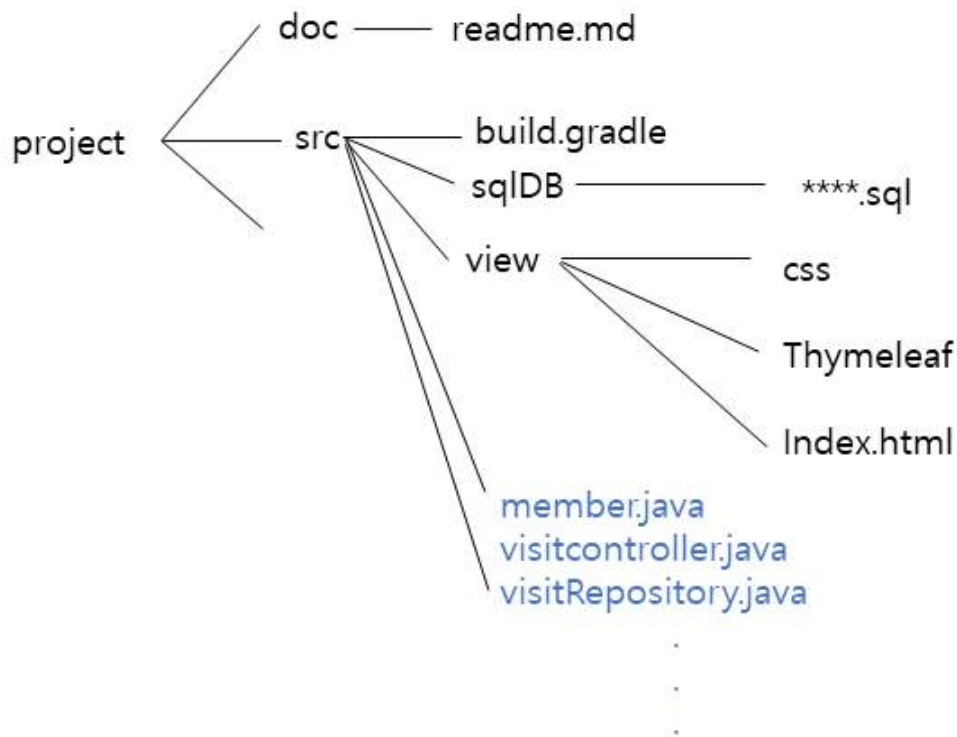 doc readme.md
project src build.gradle
sqlDB ****.sql
view css
Thymeleaf
Index.html
member.java
visitcontroller.java
visitRepository.java
.
.
.